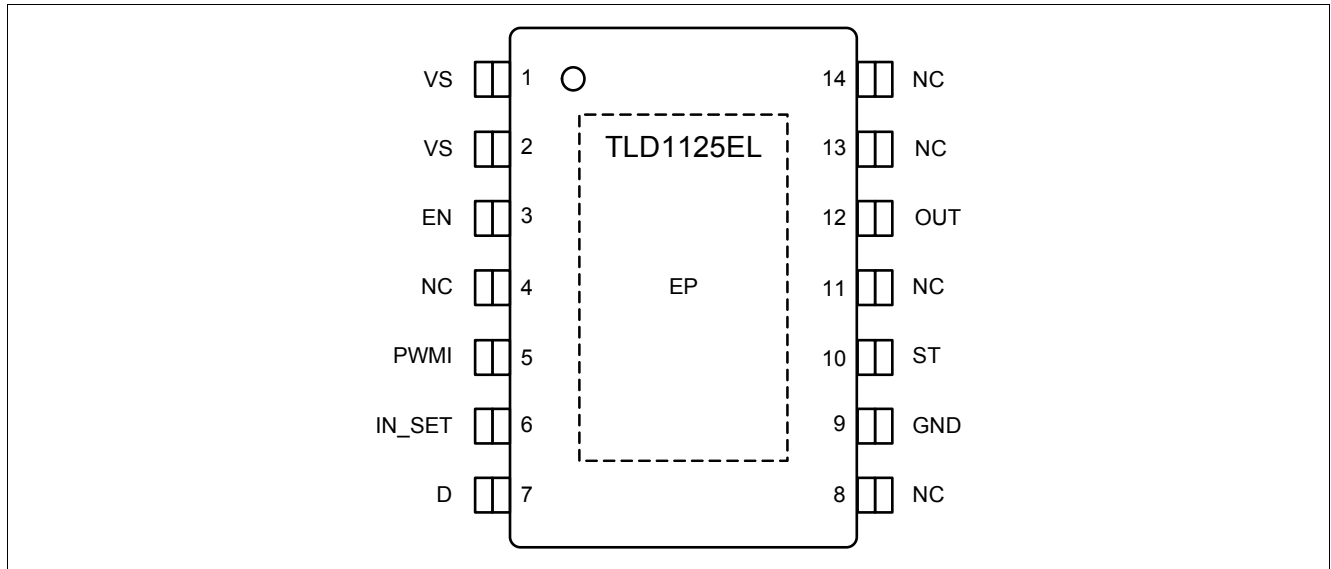 VS 1 14 NC
VS 2 TLD1125EL 13 NC
EN 3 12 OUT
NC 4 EP 11 NC
PWMI 5 10 ST
IN_SET 6 9 GND
D 7 8 NC